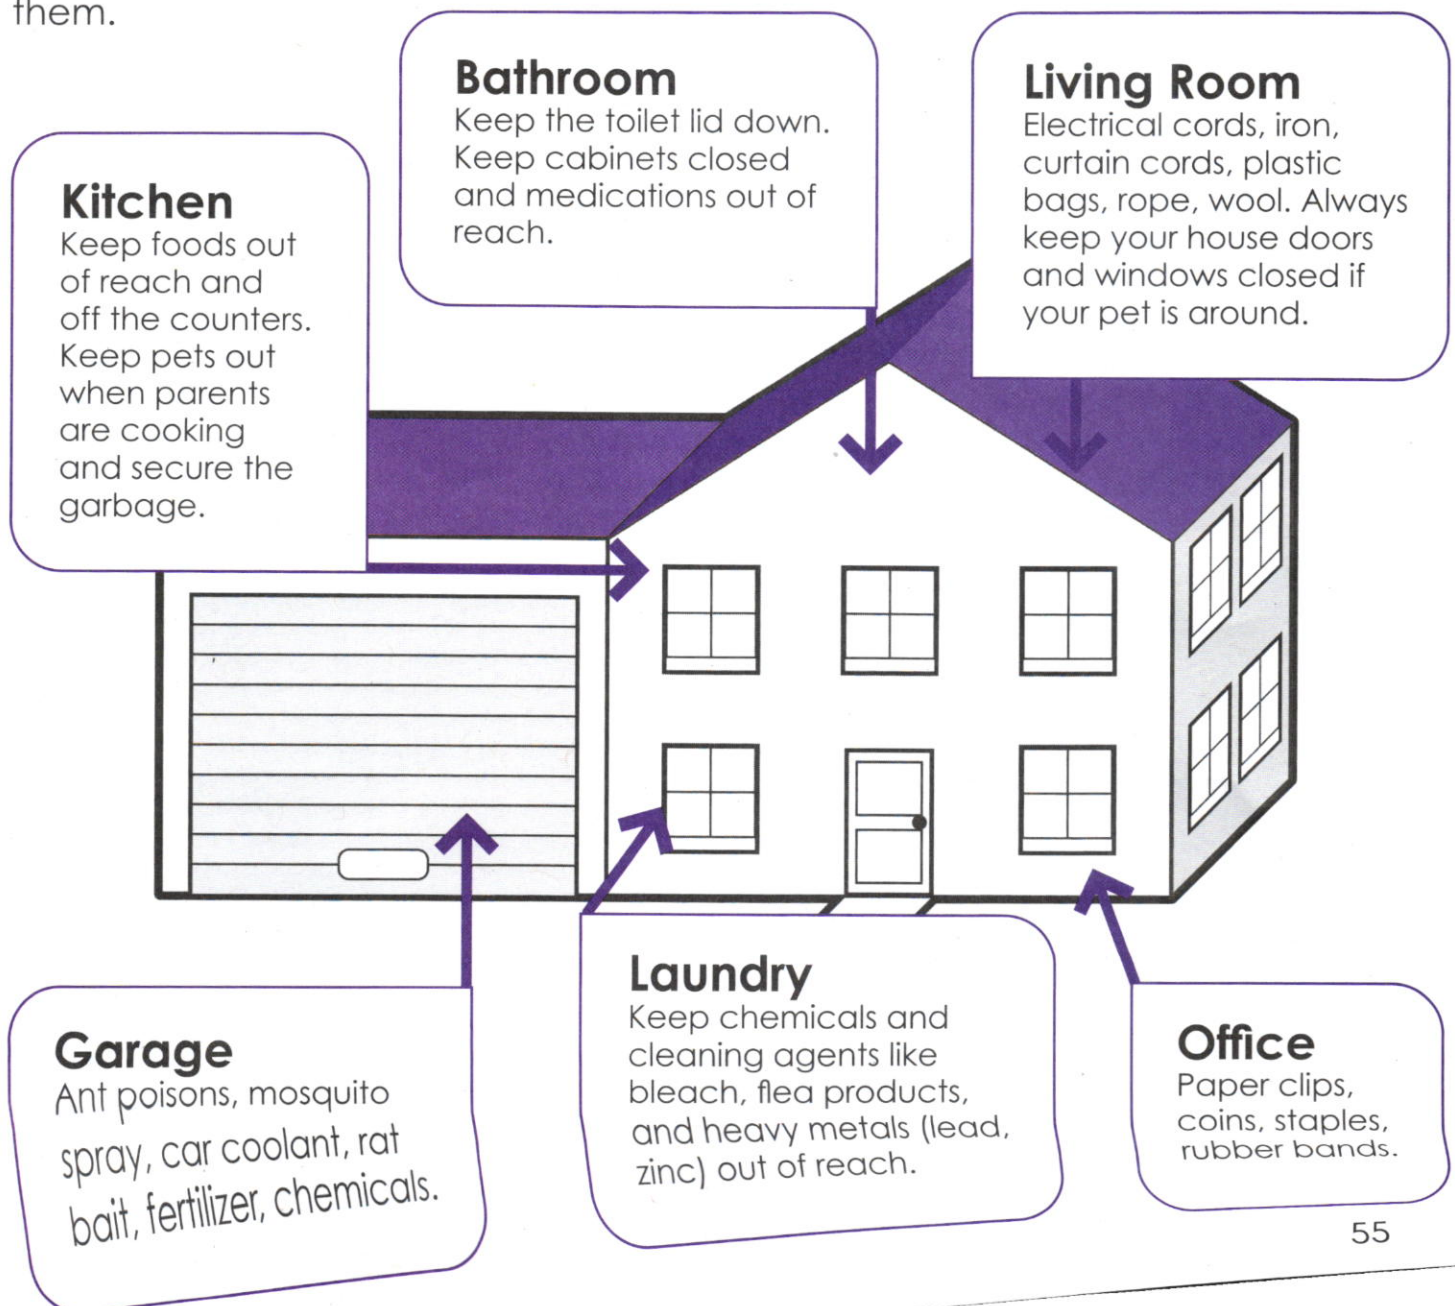 them.
Bathroom
Keep the toilet lid down.
Keep cabinets closed
and medications out of
reach.
Living Room
Electrical cords, iron,
curtain cords, plastic
bags, rope, wool. Always
keep your house doors
and windows closed if
your pet is around.
Kitchen
Keep foods out
of reach and
off the counters.
Keep pets out
when parents
are cooking
and secure the
garbage.
Garage
Ant poisons, mosquito
spray, car coolant, rat
bait, fertilizer, chemicals.
Laundry
Keep chemicals and
cleaning agents like
bleach, flea products,
and heavy metals (lead,
zinc) out of reach.
Office
Paper clips,
coins, staples,
rubber bands.
55